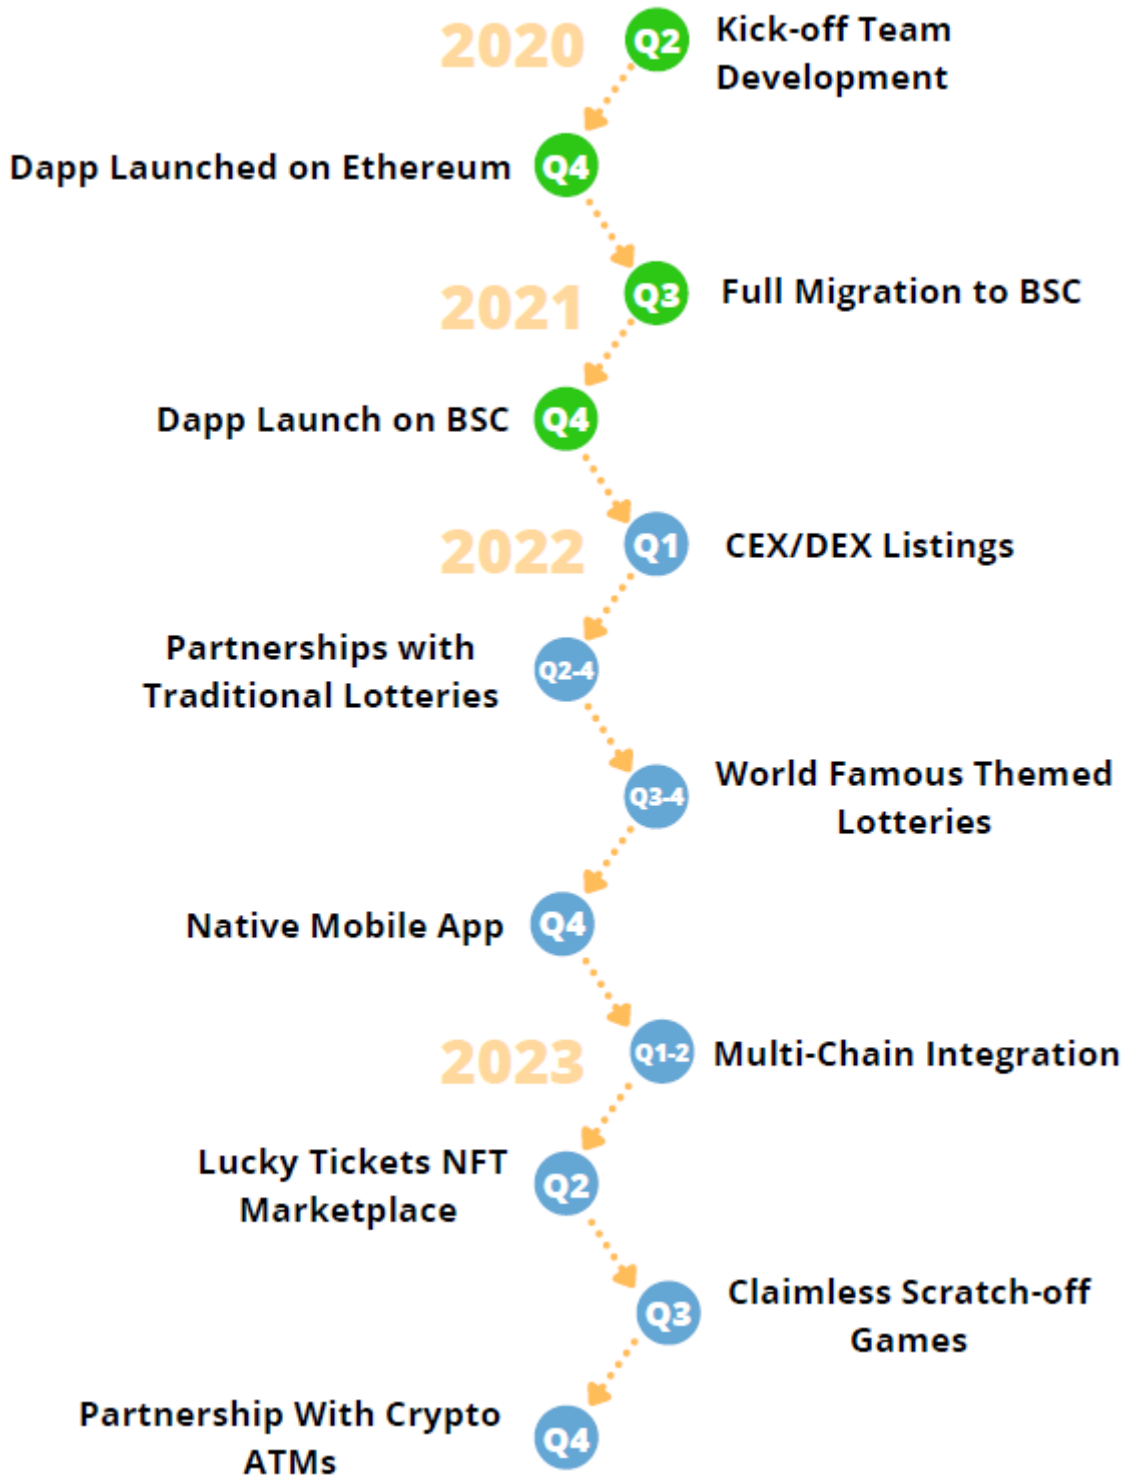 2020
Q2
Kick-off Team
Development
Dapp Launched on Ethereum
Q4
2021
Q3
Full Migration to BSC
Dapp Launch on BSC
Q4
2022
Q1
CEX/DEX Listings
Partnerships with
Traditional Lotteries
Q2-4
Q3-4
World Famous Themed
Lotteries
Native Mobile App
Q4
2023
Q1-2
Multi-Chain Integration
Lucky Tickets NFT
Marketplace
Q2
Q3
Claimless Scratch-off
Games
Partnership With Crypto
ATMs
Q4